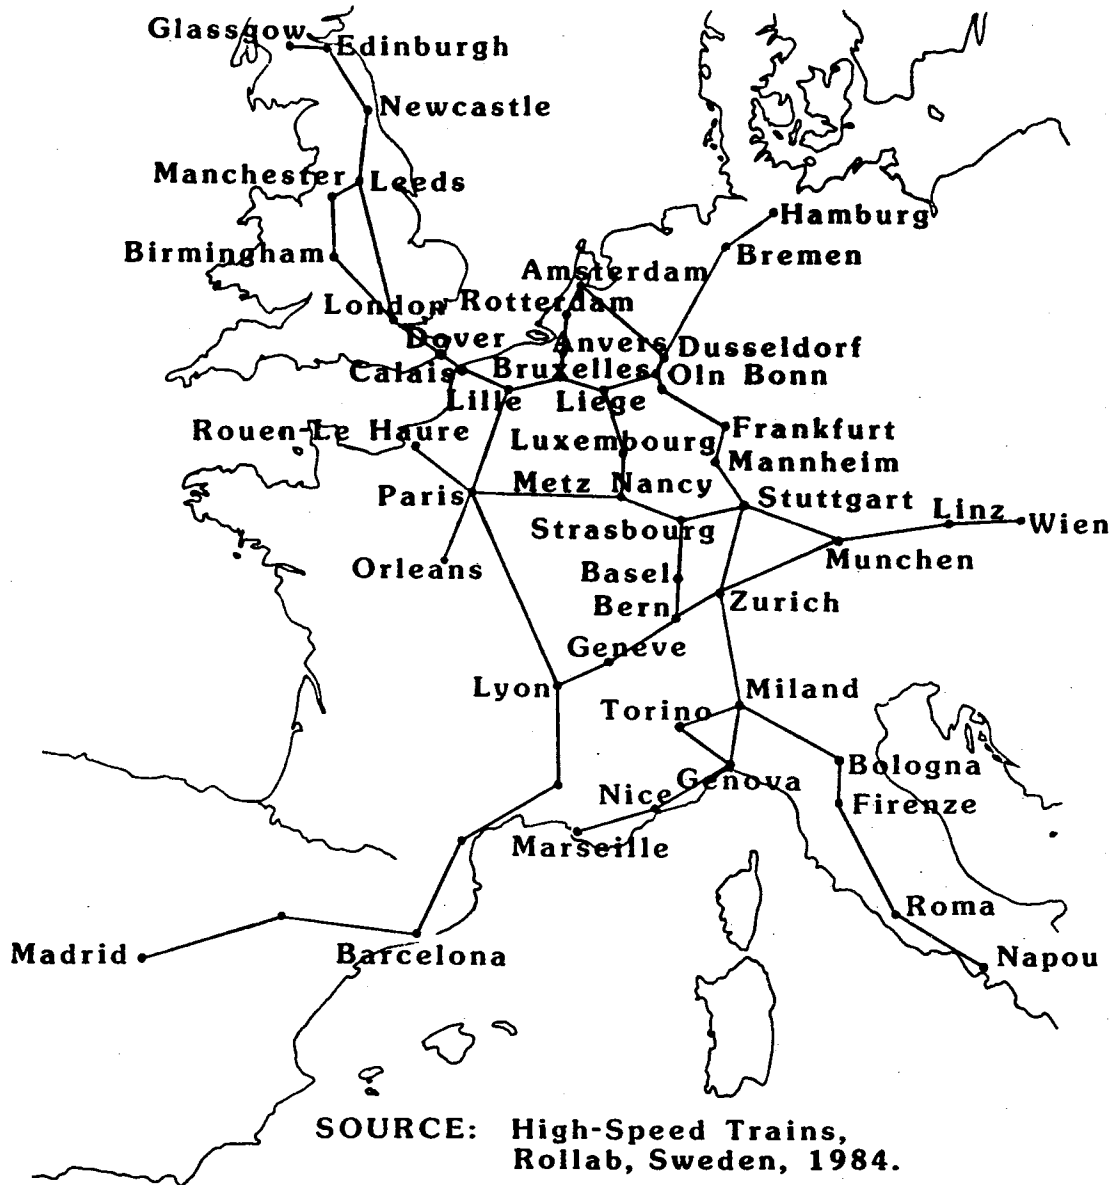 Glassgow
Edinburgh
Newcastle
Manchester
Leeds
Hamburg
Birmingham
Bremen
Amsterdam
London
Rotterdam
Dover
Anvers
Dusseldorf
Calais
Bruxelles
Oln Bonn
Lille
Liege
Rouen-Le Haure
Luxembourg
Frankfurt
Mannheim
Paris
Metz Nancy
Stuttgart
Linz
Wien
Strasbourg
Orleans
Munchen
Basel
Bern
Zurich
Geneve
Lyon
Miland
Torino
Genova
Bologna
Nice
Firenze
Marseille
Roma
Madrid
Barcelona
Napou
SOURCE: High-Speed Trains,
Rollab, Sweden, 1984.